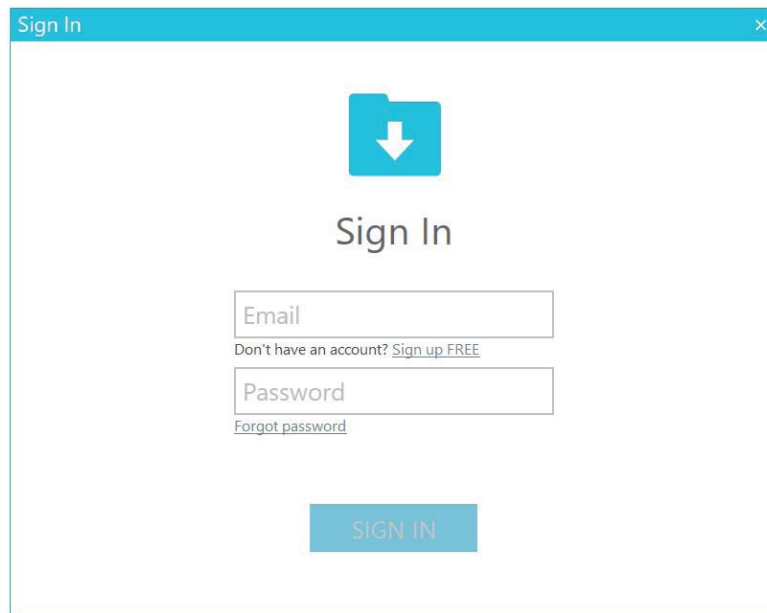 Sign In
Sign In
Email
Don't have an account? Sign up FREE
Password
Forgot password
SIGN IN